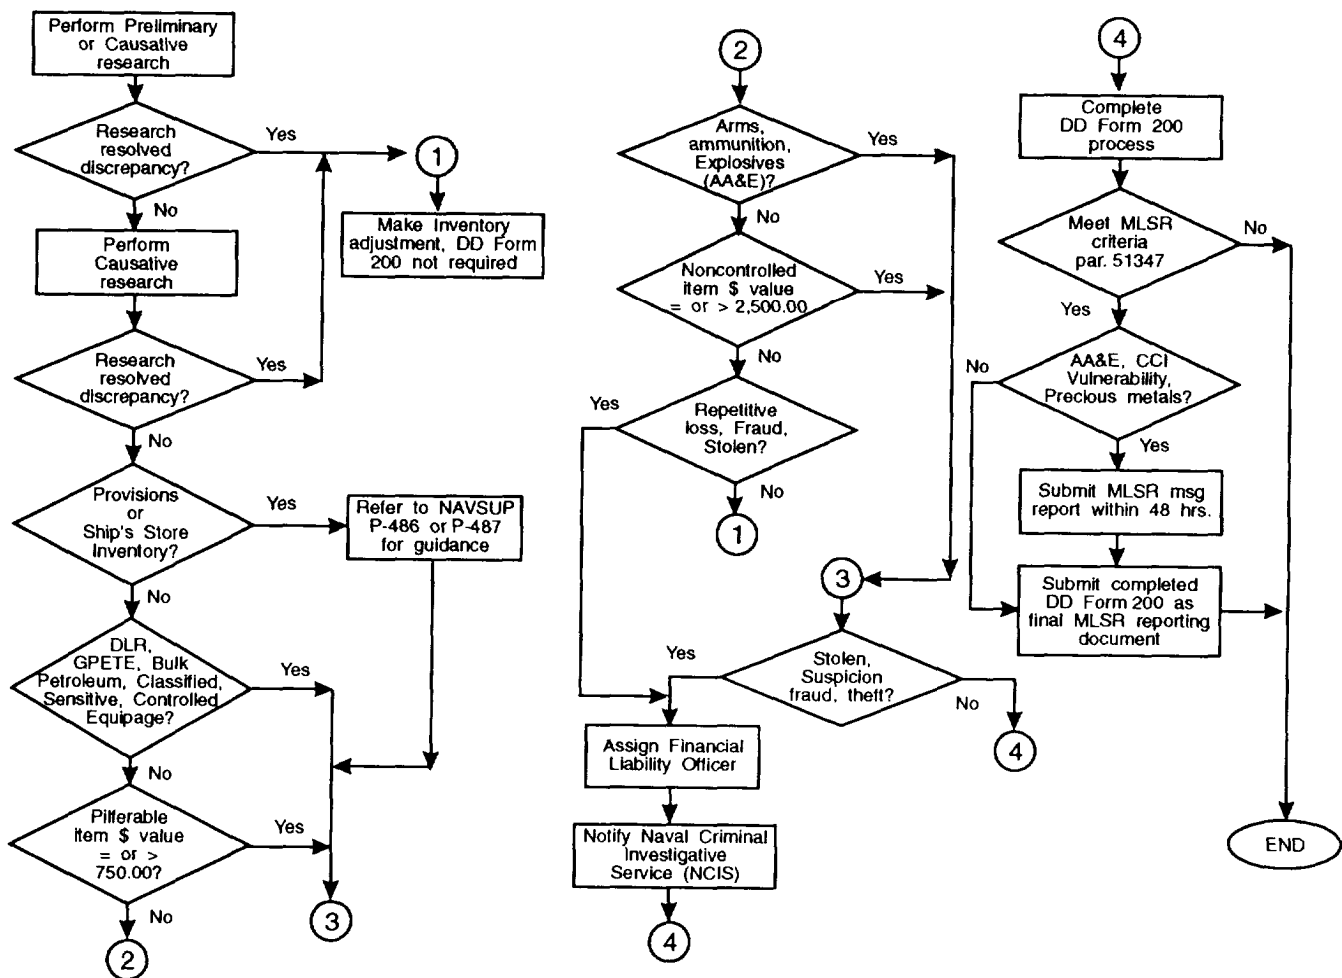 Perform Preliminary
or Causative
research
Research
resolved
discrepancy?
Yes
No
1
Make Inventory
adjustment, DD Form
200 not required
Perform
Causative
research
Research
resolved
discrepancy?
Yes
No
Provisions
or
Ship's Store
Inventory?
Yes
No
Refer to NAVSUP
P-486 or P-487
for guidance
DLR,
GPETE, Bulk
Petroleum, Classified,
Sensitive, Controlled
Equipage?
Yes
No
Pilferable
item $ value
= or >
750.00?
Yes
No
3
2
2
Arms,
ammunition,
Explosives
(AA&E)?
Yes
No
Noncontrolled
item $ value
= or > 2,500.00
Yes
No
Repetitive
loss, Fraud,
Stolen?
Yes
No
1
3
Stolen,
Suspicion
fraud, theft?
Yes
No
4
Assign Financial
Liability Officer
Notify Naval Criminal
Investigative
Service (NCIS)
4
4
Complete
DD Form 200
process
Meet MLSR
criteria
par. 51347
No
Yes
AA&E, CCI
Vulnerability,
Precious metals?
No
Yes
Submit MLSR msg
report within 48 hrs.
Submit completed
DD Form 200 as
final MLSR reporting
document
END